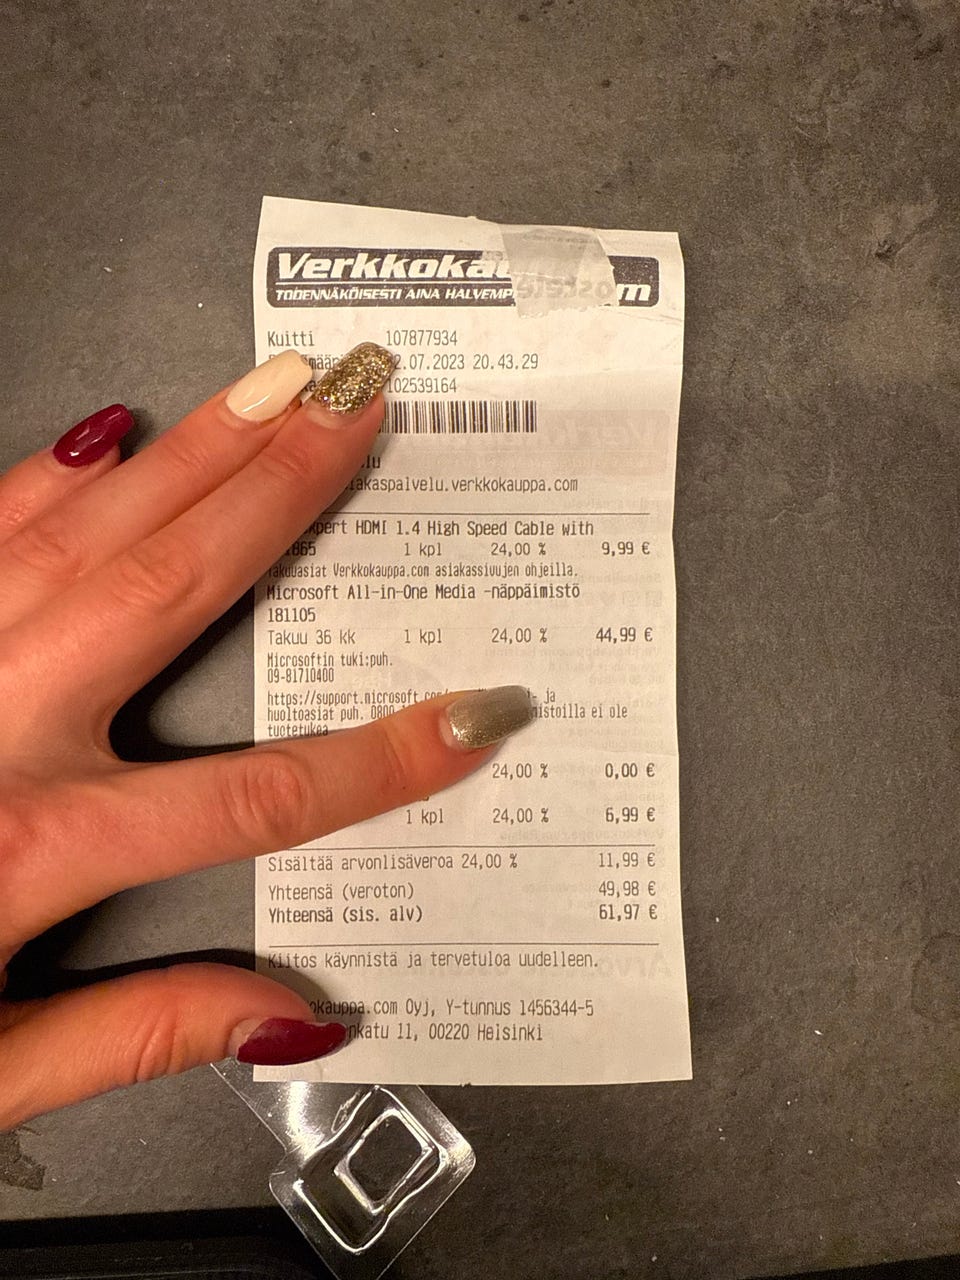 Verkkokau m
TODENNÄKÖISESTI AINA HALVEMP
Kuitti 107877934
2.07.2023 20.43.29
102539164
asiakaspalvelu.verkkokauppa.com
xpert HDMI 1.4 High Speed Cable with
865 1 kpl 24,00 % 9,99 €
Takuuasiat Verkkokauppa.com asiakassivujen ohjeilla.
Microsoft All-in-One Media -näppäimistö
181105
Takuu 36 kk 1 kpl 24,00 % 44,99 €
Microsoftin tuki:puh.
09-81710400
https://support.microsoft.com/ - ja
huoltoasiat puh. 0800- mistoilla ei ole
tuotetukea
24,00 % 0,00 €
1 kpl 24,00 % 6,99 €
Sisältää arvonlisäveroa 24,00 % 11,99 €
Yhteensä (veroton) 49,98 €
Yhteensä (sis. alv) 61,97 €
Kiitos käynnistä ja tervetuloa uudelleen.
okauppa.com Oyj, Y-tunnus 1456344-5
nkatu 11, 00220 Helsinki